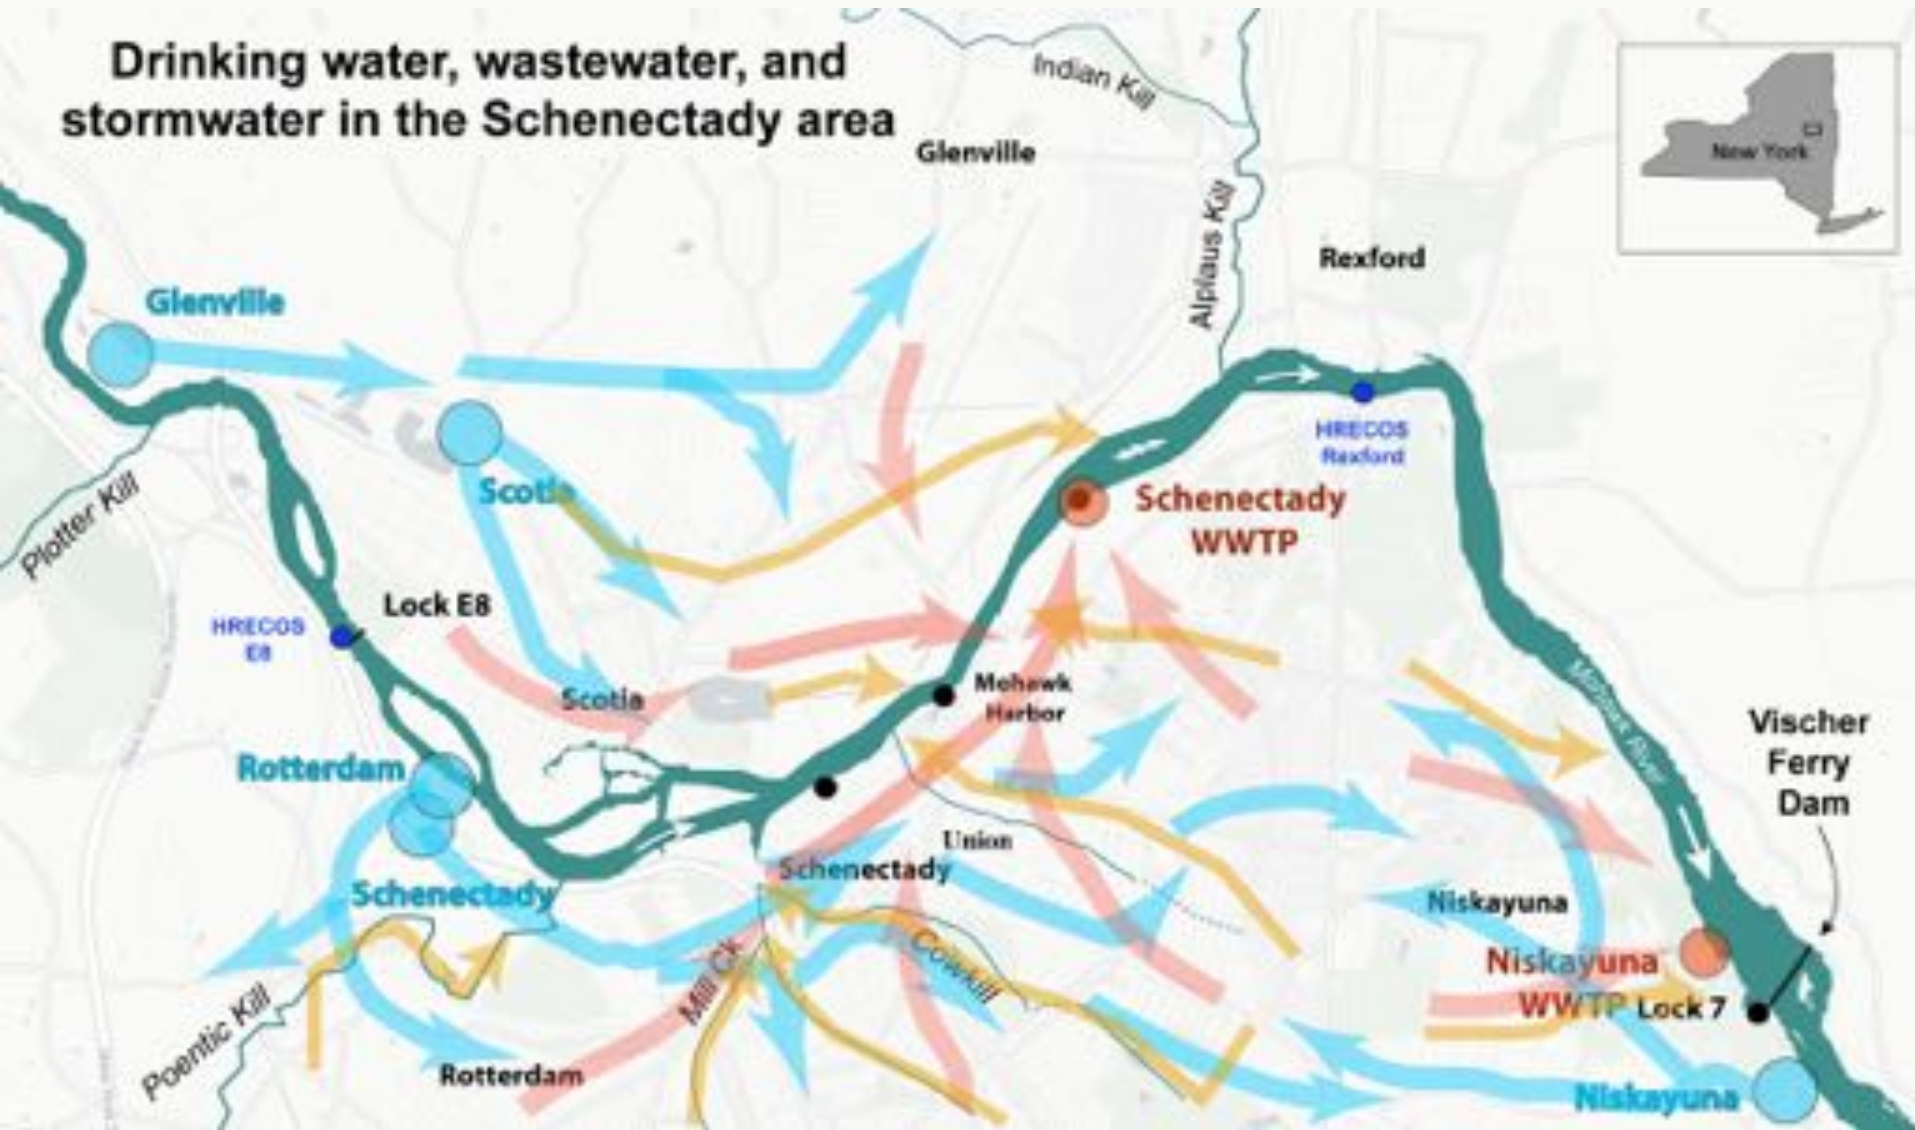 Drinking water, wastewater, and
stormwater in the Schenectady area
Indian Kill
Glenville
New York
Alplaus Kill
Rexford
Glenville
HRECOS
Rexford
Plotter Kill
Scotia
Schenectady
WWTP
Lock E8
HRECOS
E8
Scotia
Mohawk
Harbor
Mohawk River
Vischer
Ferry
Dam
Rotterdam
Union
Schenectady
Schenectady
Niskayuna
Cowkill
Mill Ck
Niskayuna
WWTP
Lock 7
Poentic Kill
Rotterdam
Niskayuna